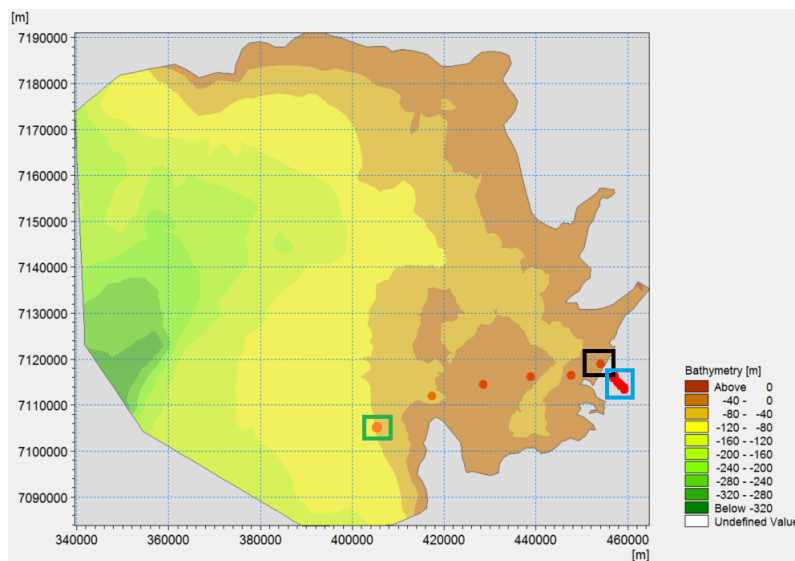 [m]
7190000
7180000
7170000
7160000
7150000
7140000
7130000
7120000
7110000
7100000
7090000
340000 360000 380000 400000 420000 440000 460000
[m]
Bathymetry [m]
Above 0
-40 - 0
-80 - -40
-120 - -80
-160 - -120
-200 - -160
-240 - -200
-280 - -240
-320 - -280
Below -320
Undefined Value